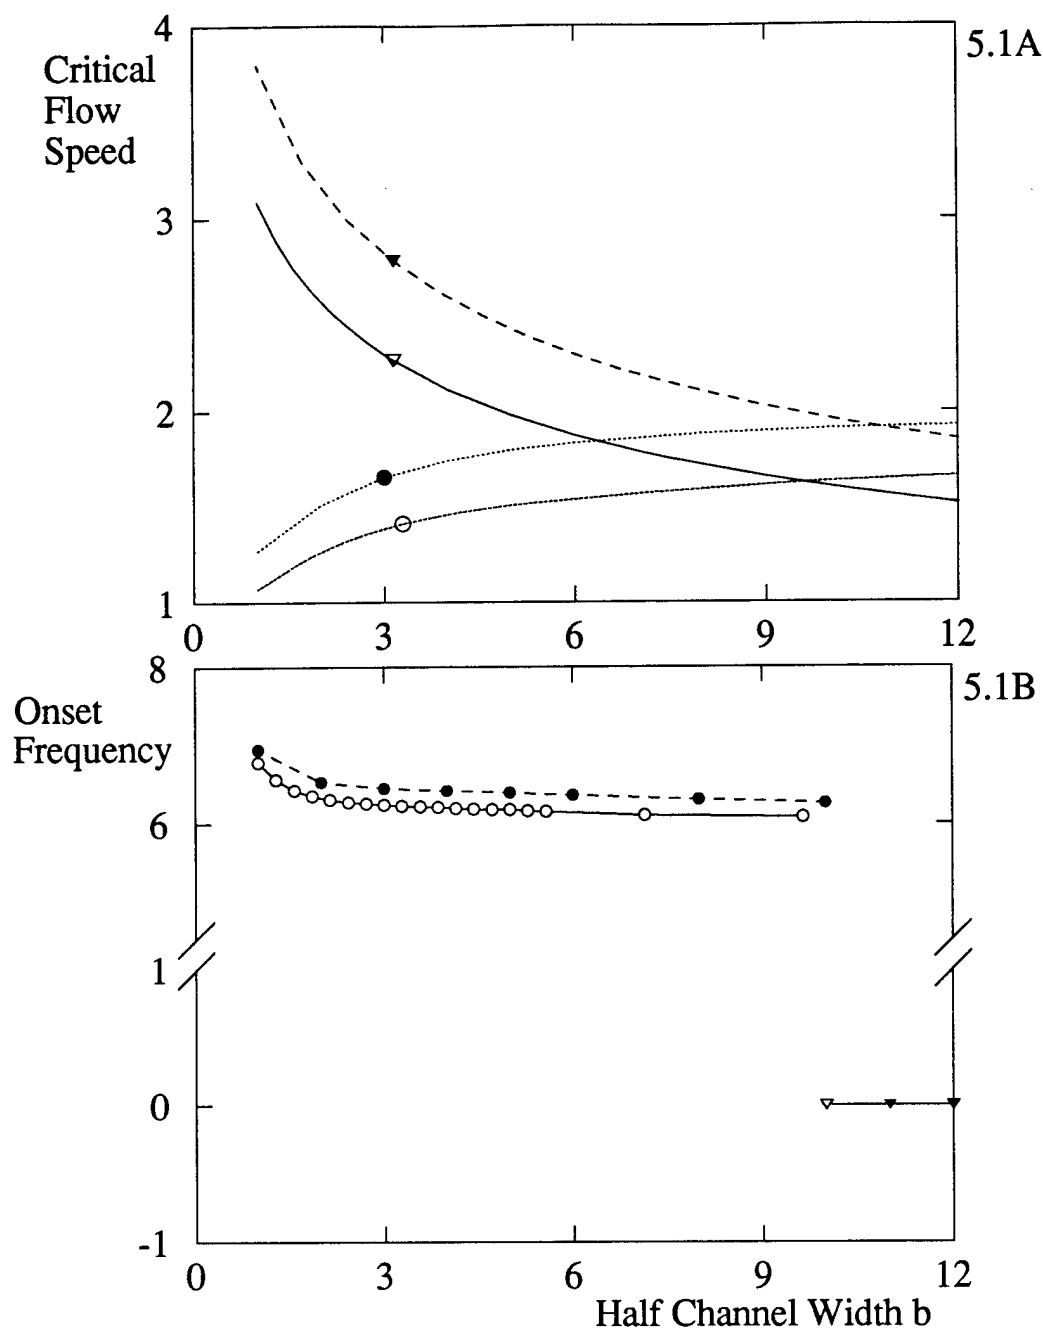 4
5.1A
Critical
Flow
Speed
3
2
1
0
3
6
9
12
8
5.1B
Onset
Frequency
6
1
0
-1
0
3
6
9
12
Half Channel Width b